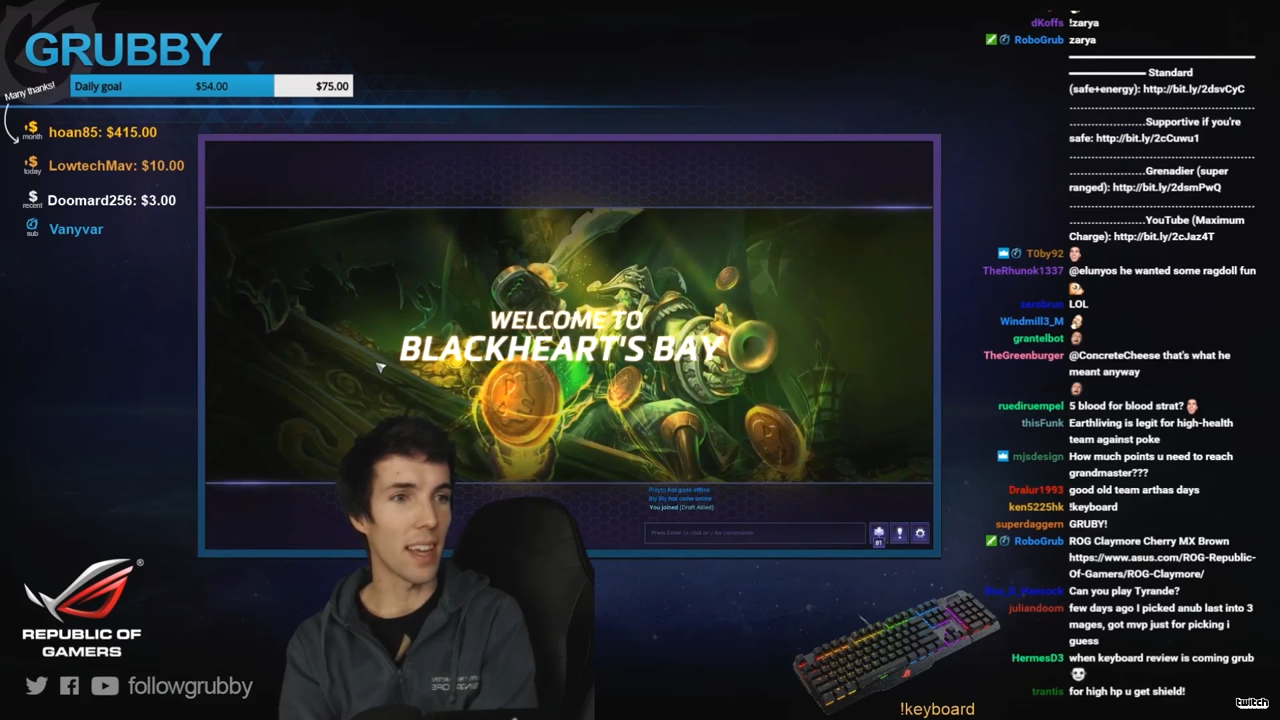 GRUBBY
Many thanks!
Daily goal $54.00 $75.00
$ month hoan85: $415.00
$ today LowtechMav: $10.00
$ recent Doomard256: $3.00
sub Vanyvar
WELCOME TO
BLACKHEART'S BAY
You joined [Draft Allied]
Press Enter to chat or / for commands
REPUBLIC OF
GAMERS
followgrubby
!keyboard
dKoffs !zarya
RoboGrub zarya
Standard
(safe+energy): http://bit.ly/2dsvCyC
Supportive if you're
safe: http://bit.ly/2cCuwu1
Grenadier (super
ranged): http://bit.ly/2dsmPwQ
YouTube (Maximum
Charge): http://bit.ly/2cJaz4T
T0by92
TheRhunok1337 @elunyos he wanted some ragdoll fun
zerobrun LOL
Windmill3_M
grantelbot
TheGreenburger @ConcreteCheese that's what he
meant anyway
ruediruempel 5 blood for blood strat?
thisFunk Earthliving is legit for high-health
team against poke
mjsdesign How much points u need to reach
grandmaster???
Dralur1993 good old team arthas days
ken5225hk !keyboard
superdaggern GRUBY!
RoboGrub ROG Claymore Cherry MX Brown
https://www.asus.com/ROG-Republic-
Of-Gamers/ROG-Claymore/
Can you play Tyrande?
juliandoom few days ago I picked anub last into 3
mages, got mvp just for picking i
guess
HermesD3 when keyboard review is coming grub
trantis for high hp u get shield!
twitch